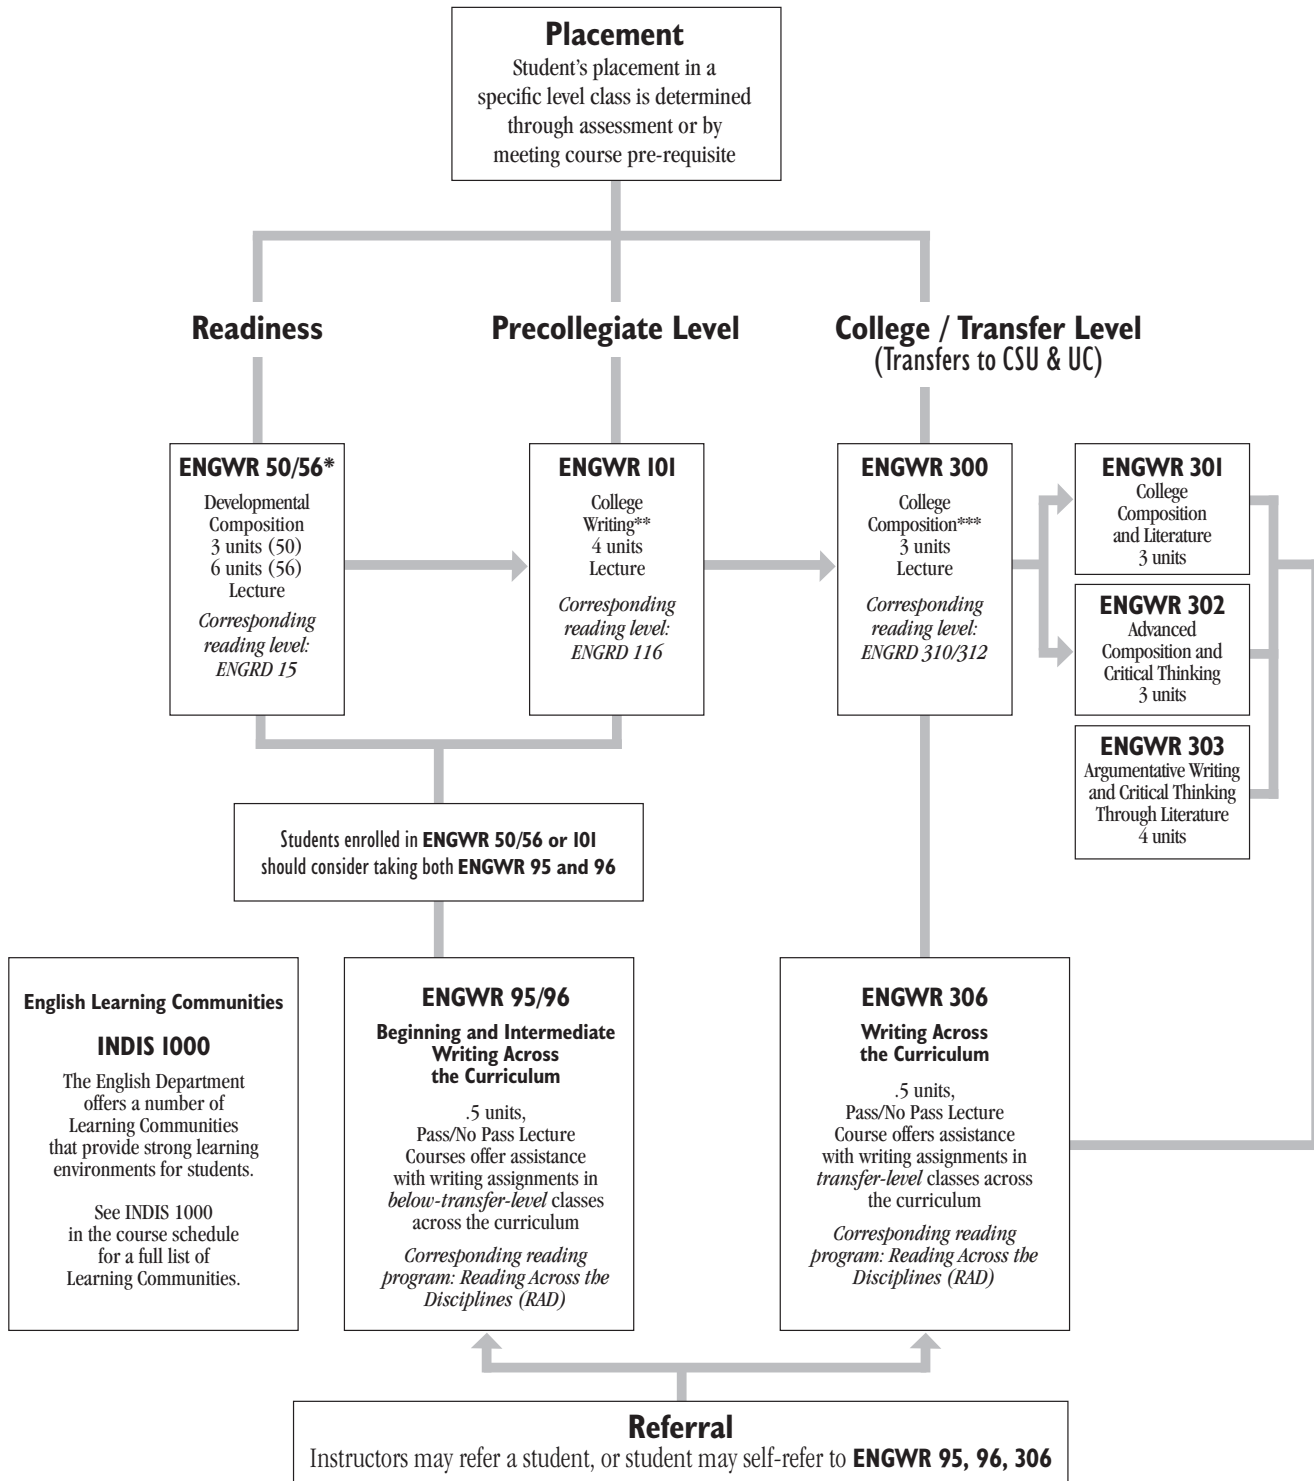 Placement
Student's placement in a
specific level class is determined
through assessment or by
meeting course pre-requisite
Readiness
Precollegiate Level
College / Transfer Level
(Transfers to CSU & UC)
ENGWR 50/56*
Developmental
Composition
3 units (50)
6 units (56)
Lecture
Corresponding
reading level:
ENGRD 15
ENGWR 101
College
Writing**
4 units
Lecture
Corresponding
reading level:
ENGRD 116
ENGWR 300
College
Composition***
3 units
Lecture
Corresponding
reading level:
ENGRD 310/312
ENGWR 301
College
Composition
and Literature
3 units
ENGWR 302
Advanced
Composition and
Critical Thinking
3 units
ENGWR 303
Argumentative Writing
and Critical Thinking
Through Literature
4 units
Students enrolled in ENGWR 50/56 or 101
should consider taking both ENGWR 95 and 96
English Learning Communities
INDIS 1000
The English Department
offers a number of
Learning Communities
that provide strong learning
environments for students.
See INDIS 1000
in the course schedule
for a full list of
Learning Communities.
ENGWR 95/96
Beginning and Intermediate
Writing Across
the Curriculum
.5 units,
Pass/No Pass Lecture
Courses offer assistance
with writing assignments in
below-transfer-level classes
across the curriculum
Corresponding reading
program: Reading Across the
Disciplines (RAD)
ENGWR 306
Writing Across
the Curriculum
.5 units,
Pass/No Pass Lecture
Course offers assistance
with writing assignments in
transfer-level classes across
the curriculum
Corresponding reading
program: Reading Across the
Disciplines (RAD)
Referral
Instructors may refer a student, or student may self-refer to ENGWR 95, 96, 306